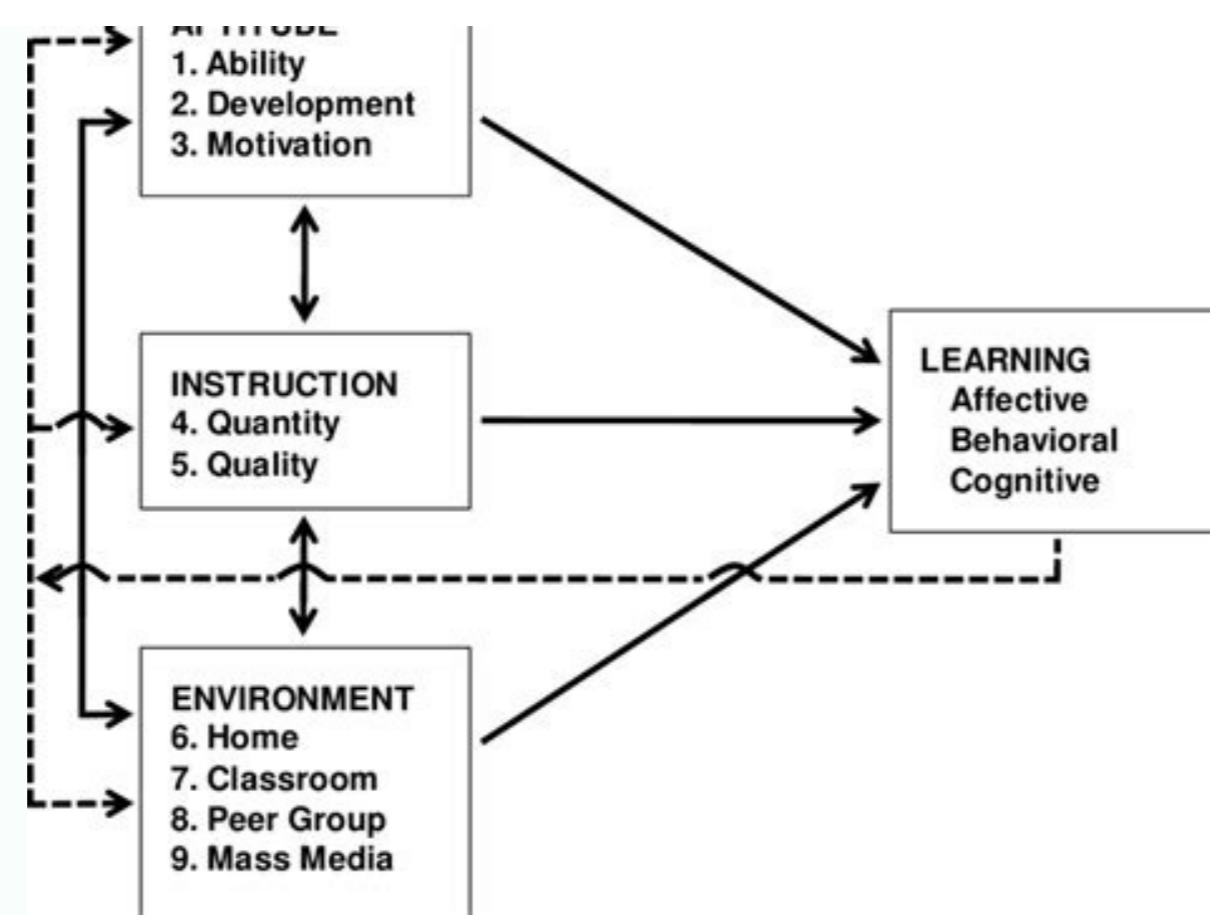 APTITUDE
1. Ability
2. Development
3. Motivation
INSTRUCTION
4. Quantity
5. Quality
LEARNING
Affective
Behavioral
Cognitive
ENVIRONMENT
6. Home
7. Classroom
8. Peer Group
9. Mass Media